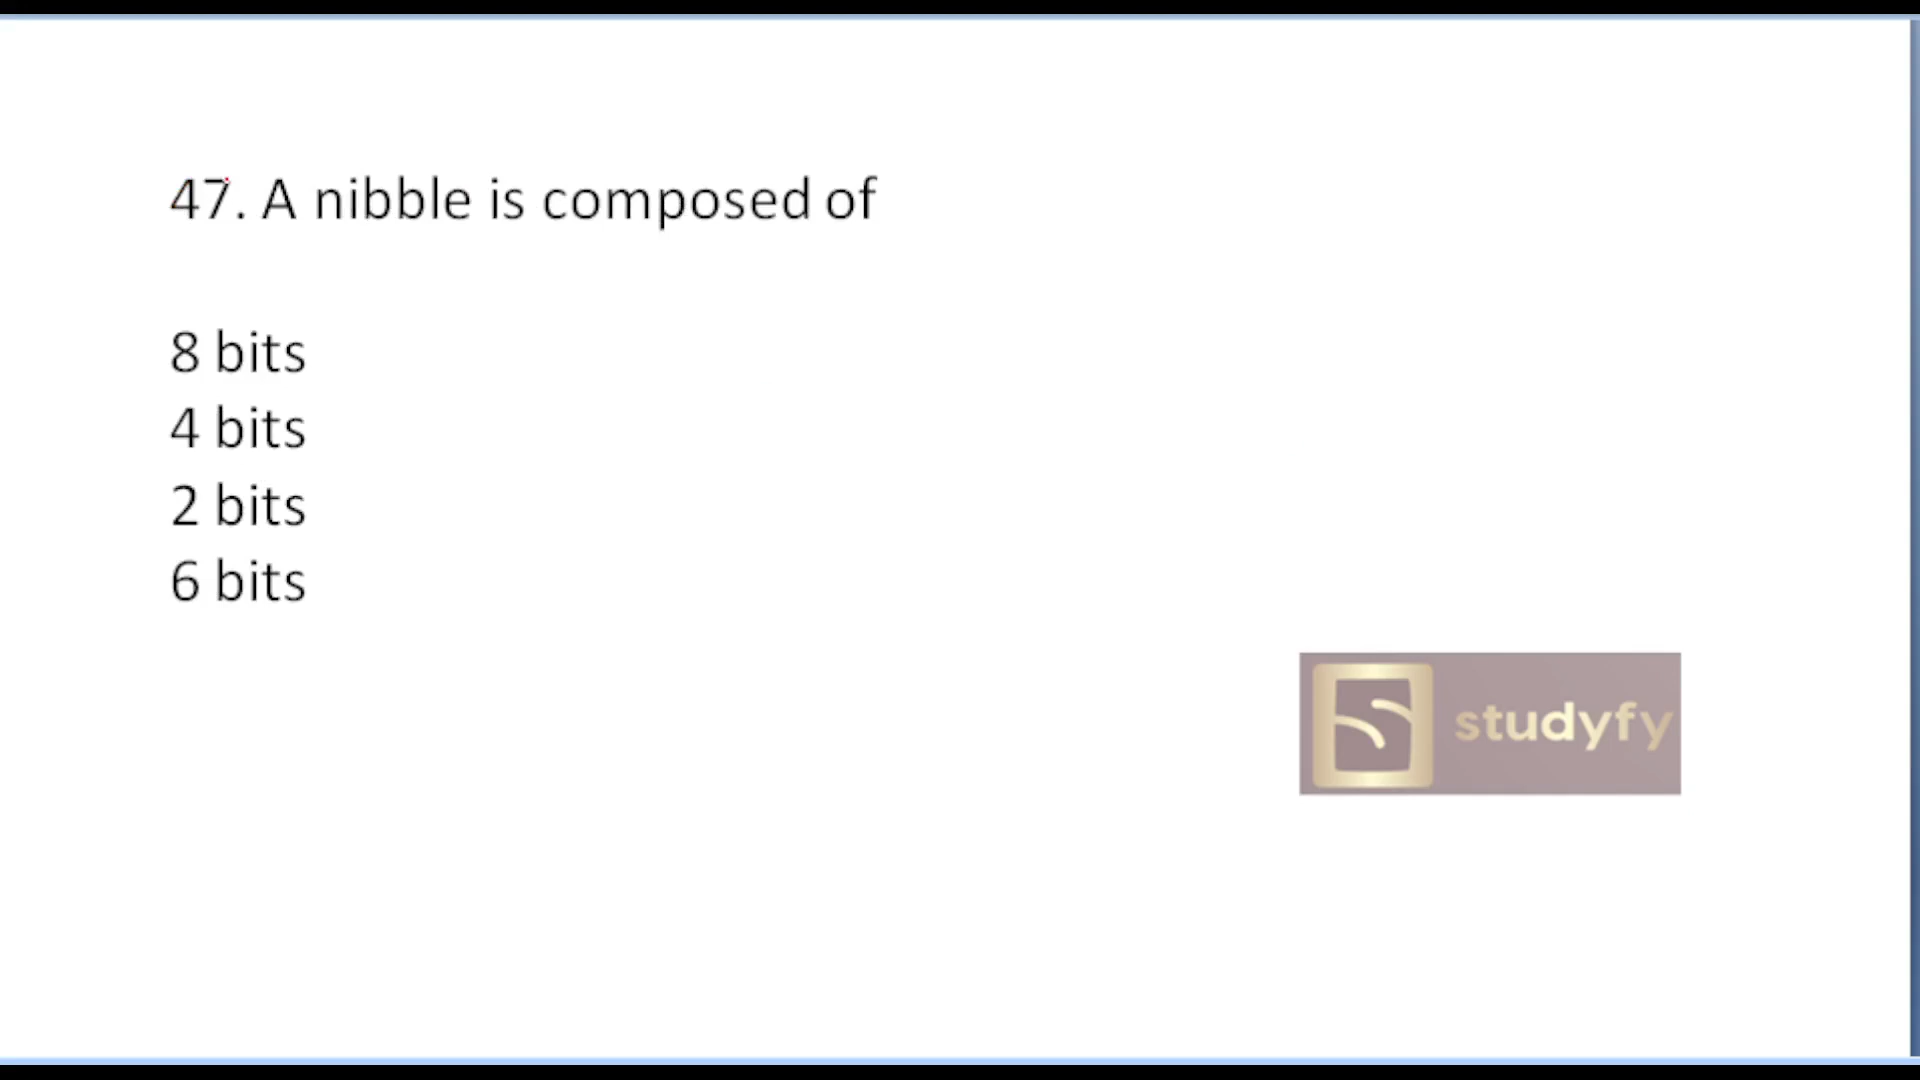 47. A nibble is composed of
8 bits
4 bits
2 bits
6 bits
studyfy